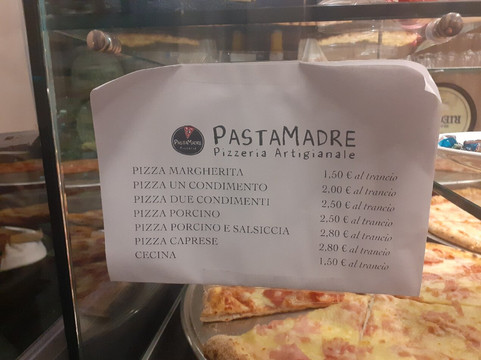 PASTAMADRE
PASTAMADRE
Pizzeria Artigianale
PIZZA MARGHERITA 1,50 € al trancio
PIZZA UN CONDIMENTO 2,00 € al trancio
PIZZA DUE CONDIMENTI 2,50 € al trancio
PIZZA PORCINO 2.50 € al trancio
PIZZA PORCINO E SALSICCIA 2,80 € al trancio
PIZZA CAPRESE 2,80 € al trancio
CECINA 1,50 € al trancio